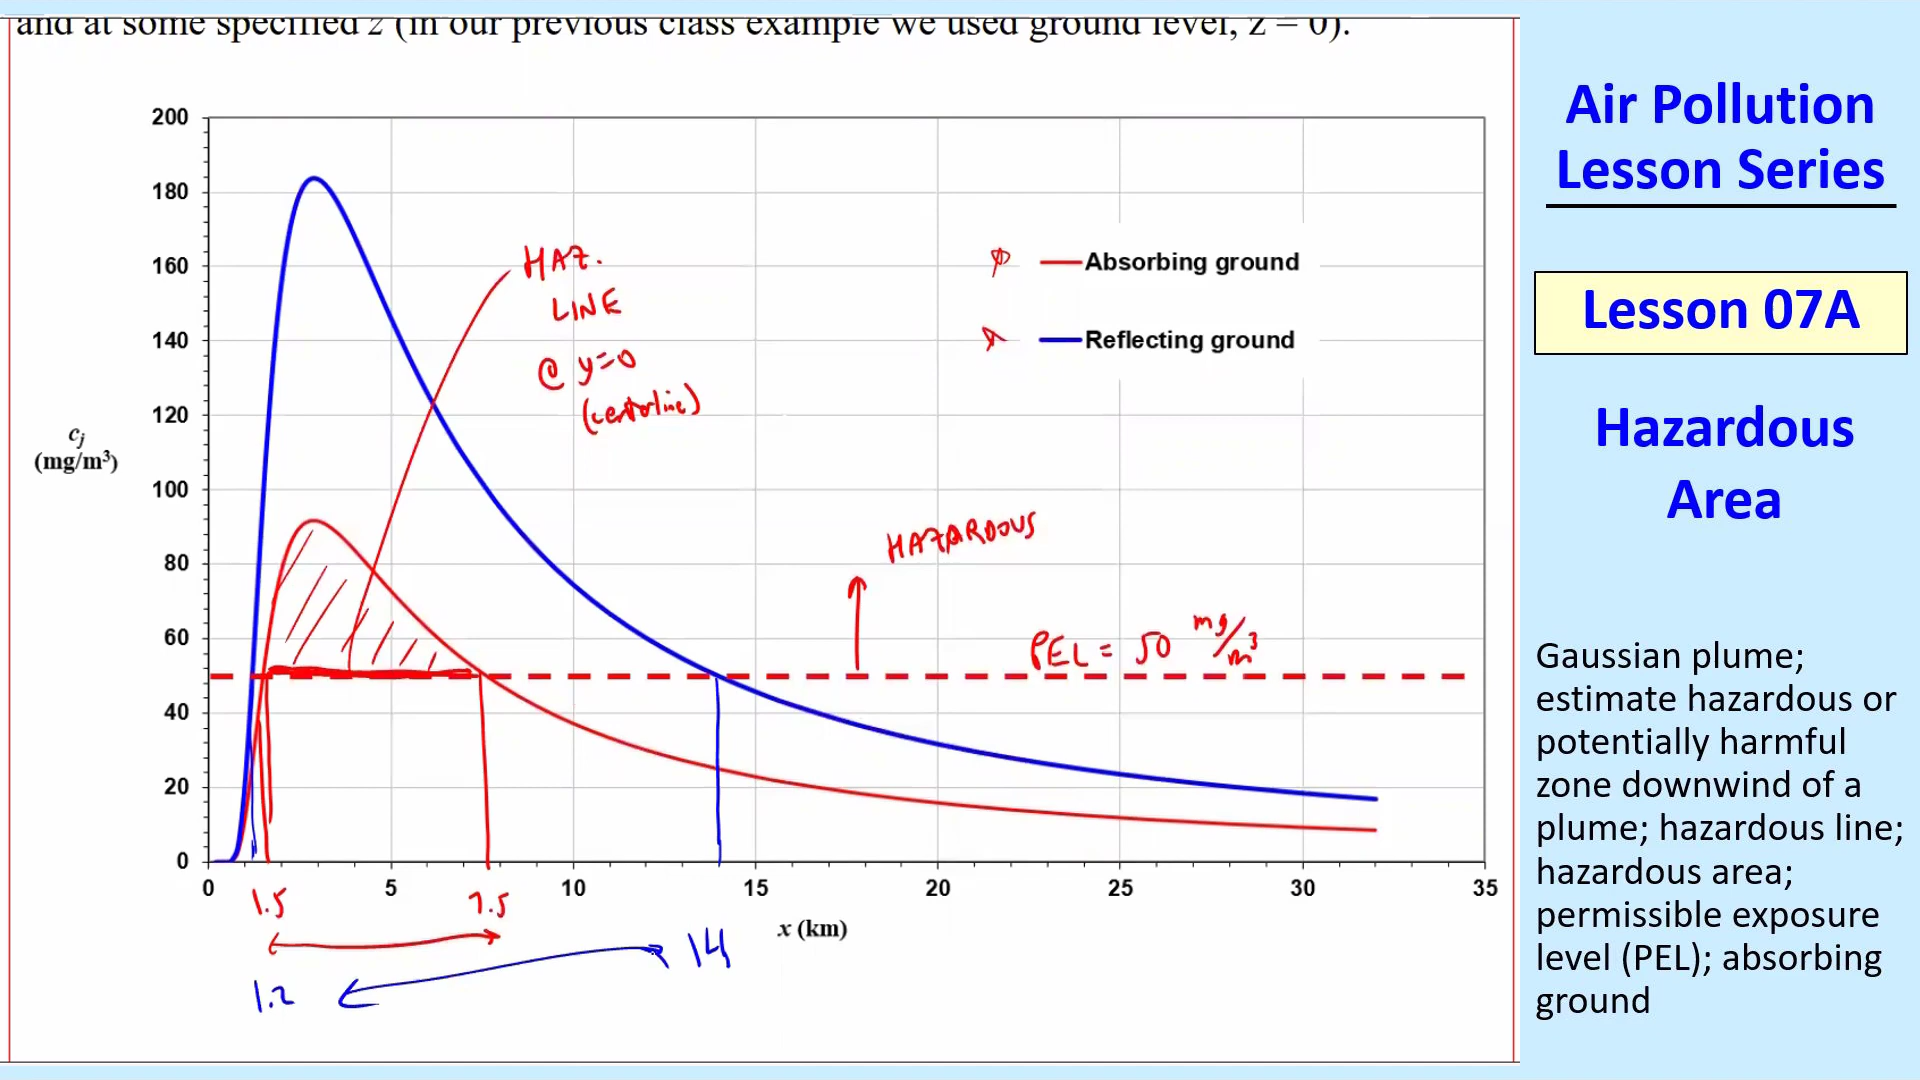 and at some specified z (in our previous class example we used ground level, z = 0).
200
180
160
140
120
100
80
60
40
20
0
cj
(mg/m³)
0 5 10 15 20 25 30 35
x (km)
Absorbing ground
Reflecting ground
HAZ.
LINE
@ y=0
(centerline)
HAZARDOUS
PEL = 50 mg/m³
1.5 7.5
1.2 14
Air Pollution
Lesson Series
Lesson 07A
Hazardous
Area
Gaussian plume;
estimate hazardous or
potentially harmful
zone downwind of a
plume; hazardous line;
hazardous area;
permissible exposure
level (PEL); absorbing
ground